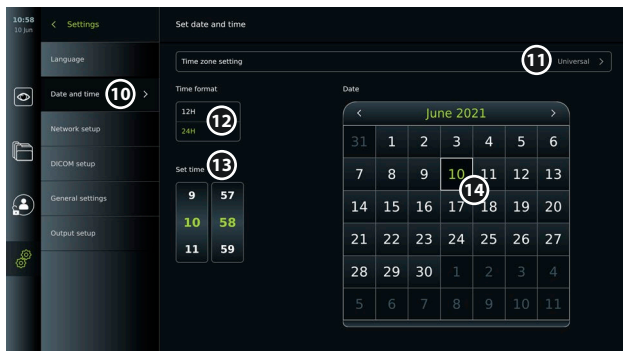 10:58
10 Jun
Settings
Set date and time
Language
Date and time 10
Network setup
DICOM setup
General settings
Output setup
Time zone setting 11 Universal
Time format
12H
24H
12
Set time 13
9 57
10 58
11 59
Date
June 2021
31 1 2 3 4 5 6
7 8 9 10 11 12 13
14
14 15 16 17 18 19 20
21 22 23 24 25 26 27
28 29 30 1 2 3 4
5 6 7 8 9 10 11